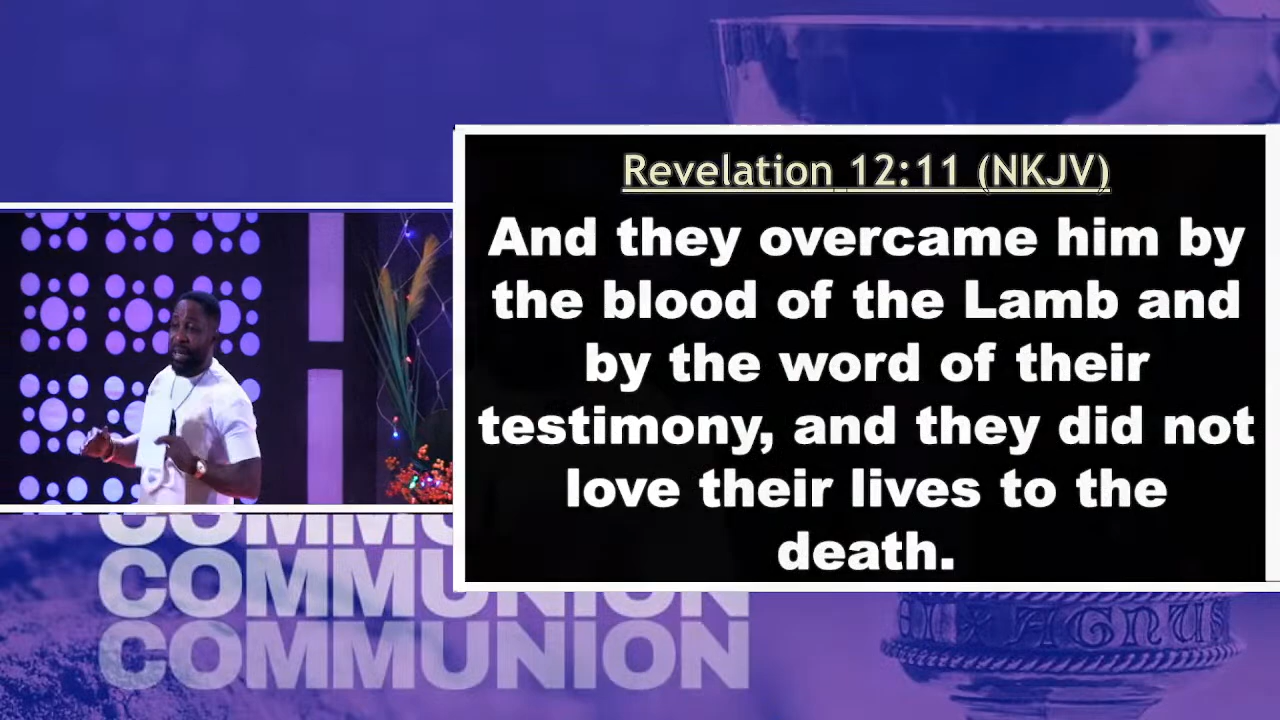 Revelation 12:11 (NKJV)
And they overcame him by
the blood of the Lamb and
by the word of their
testimony, and they did not
love their lives to the
death.
COMMUNION
COMMUNION
AGNUS